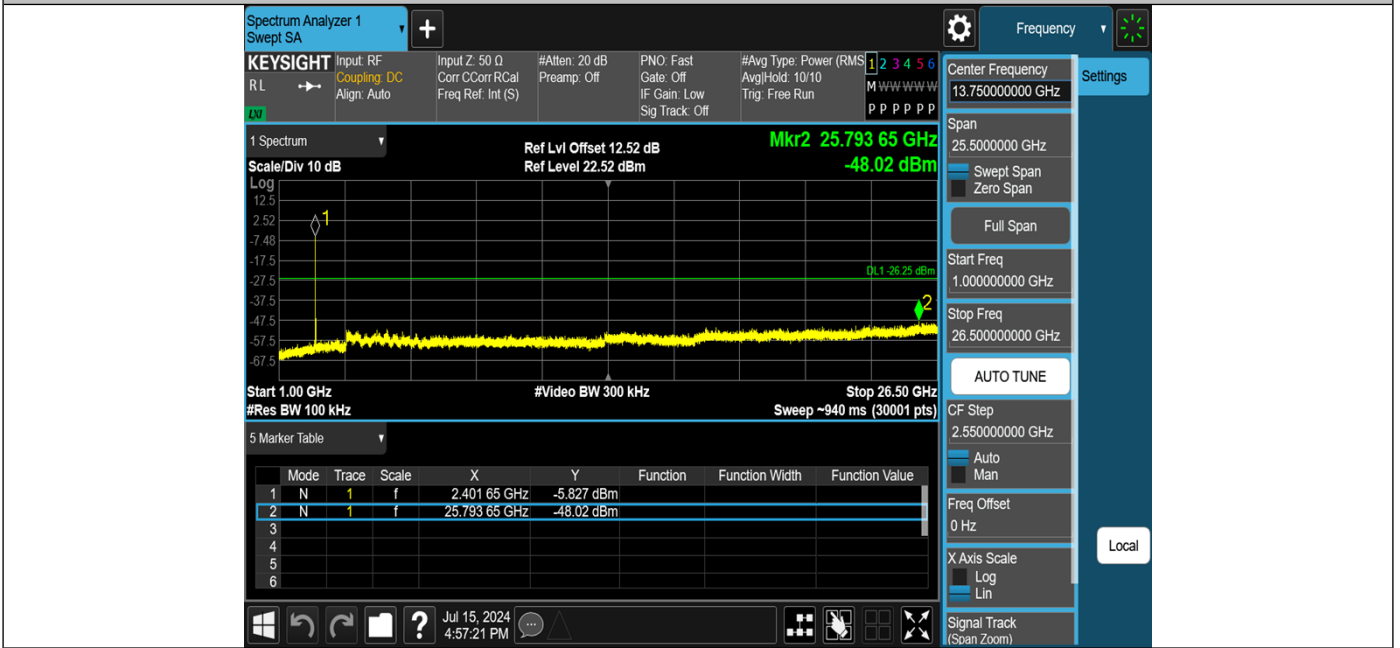 Spectrum Analyzer 1
Swept SA
+
Frequency
KEYSIGHT
RL
LXI
Input: RF
Coupling: DC
Align: Auto
Input Z: 50 Ω
Corr CCorr RCal
Freq Ref: Int (S)
#Atten: 20 dB
Preamp: Off
PNO: Fast
Gate: Off
IF Gain: Low
Sig Track: Off
#Avg Type: Power (RMS
Avg|Hold: 10/10
Trig: Free Run
1 2 3 4 5 6
M W W W W W
P P P P P P
1 Spectrum
Scale/Div 10 dB
Ref Lvl Offset 12.52 dB
Ref Level 22.52 dBm
Mkr2 25.793 65 GHz
-48.02 dBm
Log
12.5
2.52
-7.48
-17.5
-27.5
-37.5
-47.5
-57.5
-67.5
1
DL1 -26.25 dBm
2
Start 1.00 GHz
#Video BW 300 kHz
Stop 26.50 GHz
#Res BW 100 kHz
Sweep ~940 ms (30001 pts)
5 Marker Table
Mode Trace Scale X Y Function Function Width Function Value
1 N 1 f 2.401 65 GHz -5.827 dBm
2 N 1 f 25.793 65 GHz -48.02 dBm
3
4
5
6
?
Jul 15, 2024
4:57:21 PM
Center Frequency
13.750000000 GHz
Settings
Span
25.5000000 GHz
Swept Span
Zero Span
Full Span
Start Freq
1.000000000 GHz
Stop Freq
26.500000000 GHz
AUTO TUNE
CF Step
2.550000000 GHz
Auto
Man
Freq Offset
0 Hz
Local
X Axis Scale
Log
Lin
Signal Track
(Span Zoom)